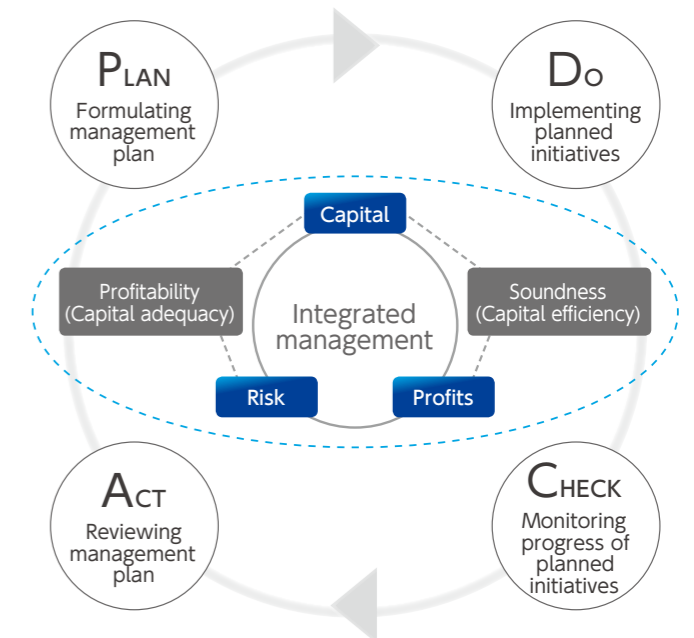 PLAN
Formulating
management
plan
DO
Implementing
planned
initiatives
Capital
Profitability
(Capital adequacy)
Soundness
(Capital efficiency)
Integrated
management
Risk
Profits
ACT
Reviewing
management
plan
CHECK
Monitoring
progress of
planned
initiatives